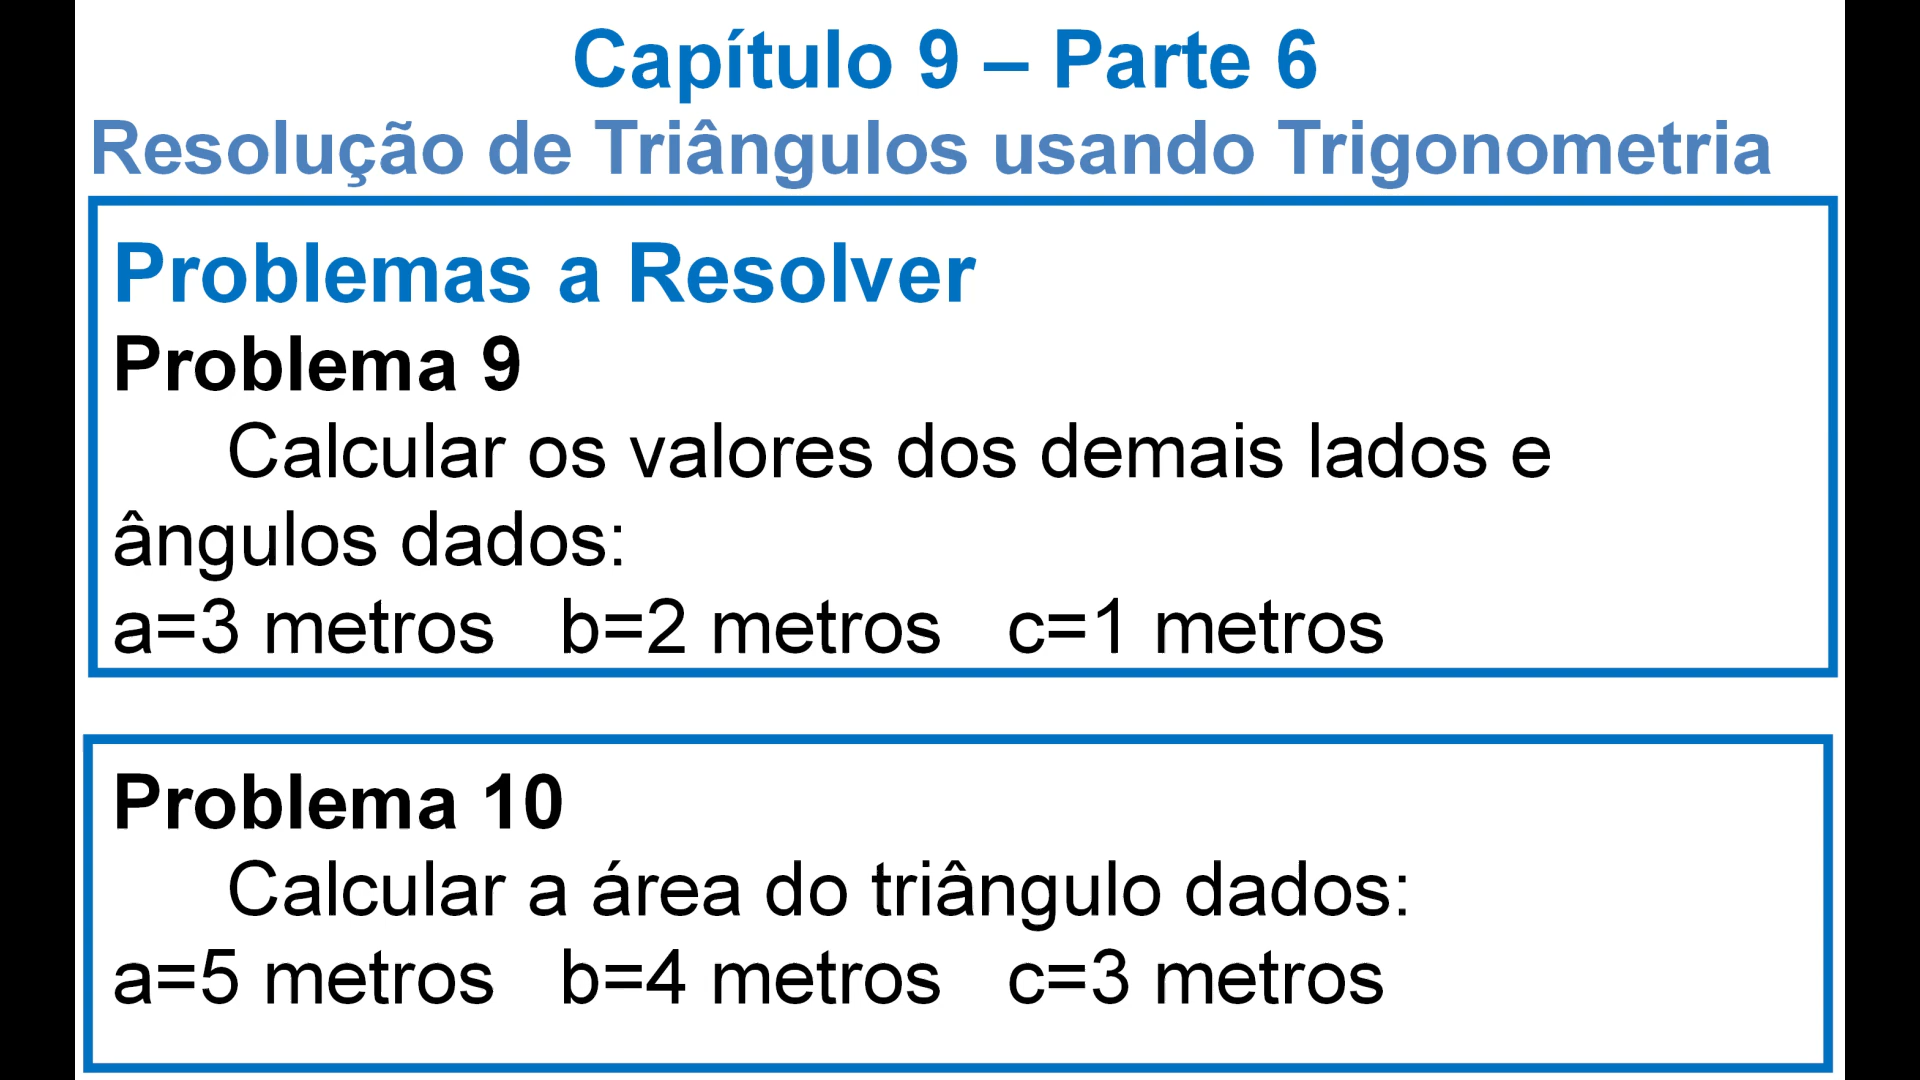 Capítulo 9 – Parte 6
Resolução de Triângulos usando Trigonometria
Problemas a Resolver
Problema 9
Calcular os valores dos demais lados e
ângulos dados:
a=3 metros b=2 metros c=1 metros
Problema 10
Calcular a área do triângulo dados:
a=5 metros b=4 metros c=3 metros